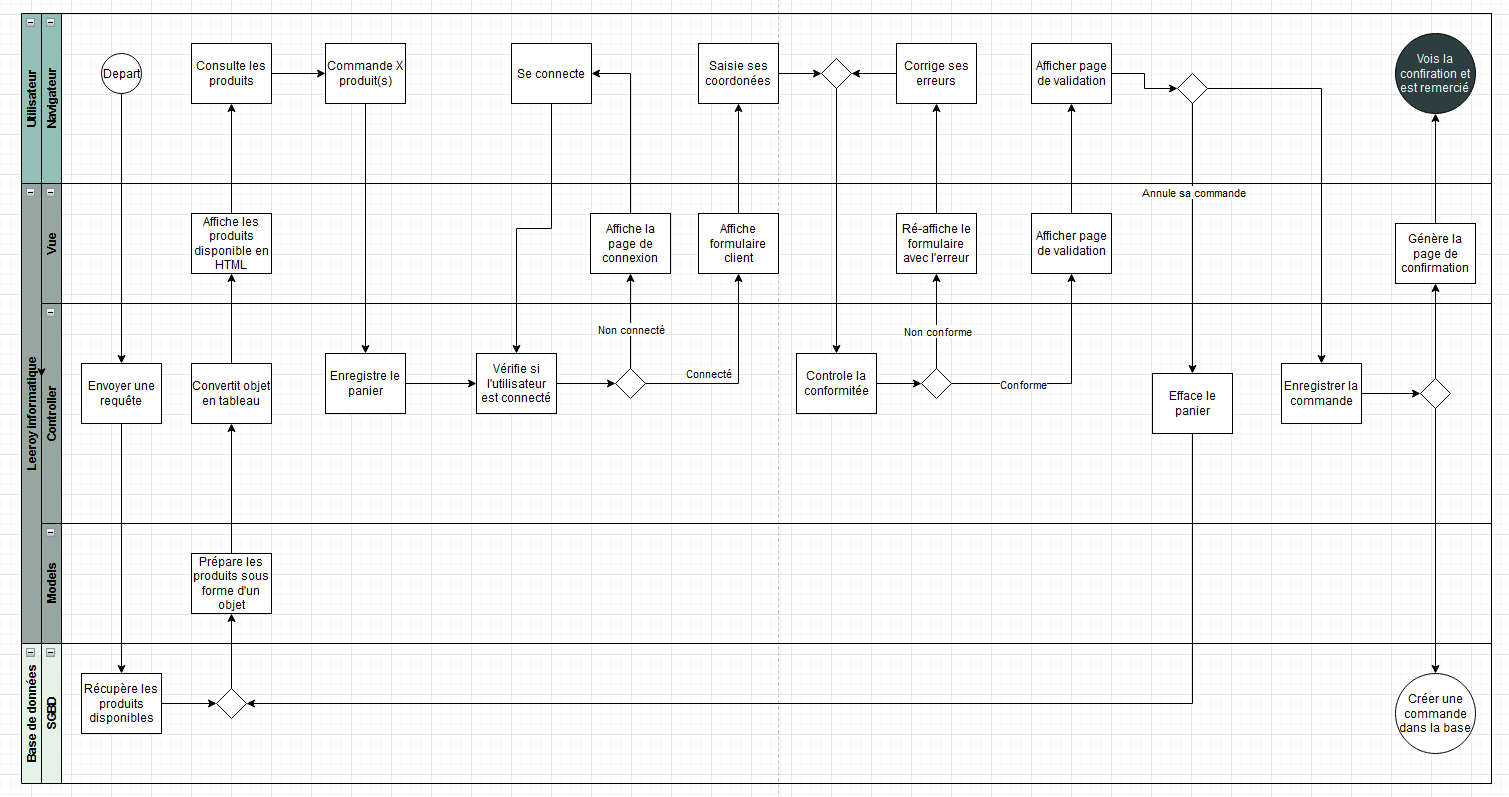 Utilisateur
Navigateur
Depart
Consulte les
produits
Commande X
produit(s)
Se connecte
Saisie ses
coordonées
Corrige ses
erreurs
Afficher page
de validation
Vois la
confiration et
est remercié
Annule sa commande
Leeroy informatique
Vue
Affiche les
produits
disponible en
HTML
Affiche la
page de
connexion
Affiche
formulaire
client
Ré-affiche le
formulaire
avec l'erreur
Afficher page
de validation
Génère la
page de
confirmation
Controller
Envoyer une
requête
Convertit objet
en tableau
Enregistre le
panier
Vérifie si
l'utilisateur
est connecté
Non connecté
Connecté
Controle la
conformitée
Non conforme
Conforme
Efface le
panier
Enregistrer la
commande
Models
Prépare les
produits sous
forme d'un
objet
Base de données
SGBD
Récupère les
produits
disponibles
Créer une
commande
dans la base